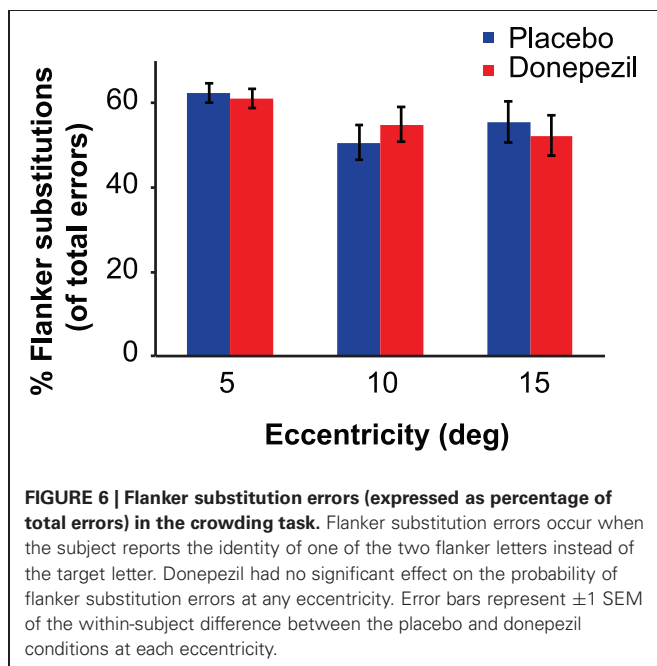 Placebo
Donepezil
% Flanker substitutions
(of total errors)
60
40
20
0
5 10 15
Eccentricity (deg)
FIGURE 6 | Flanker substitution errors (expressed as percentage of
total errors) in the crowding task. Flanker substitution errors occur when
the subject reports the identity of one of the two flanker letters instead of
the target letter. Donepezil had no significant effect on the probability of
flanker substitution errors at any eccentricity. Error bars represent ±1 SEM
of the within-subject difference between the placebo and donepezil
conditions at each eccentricity.